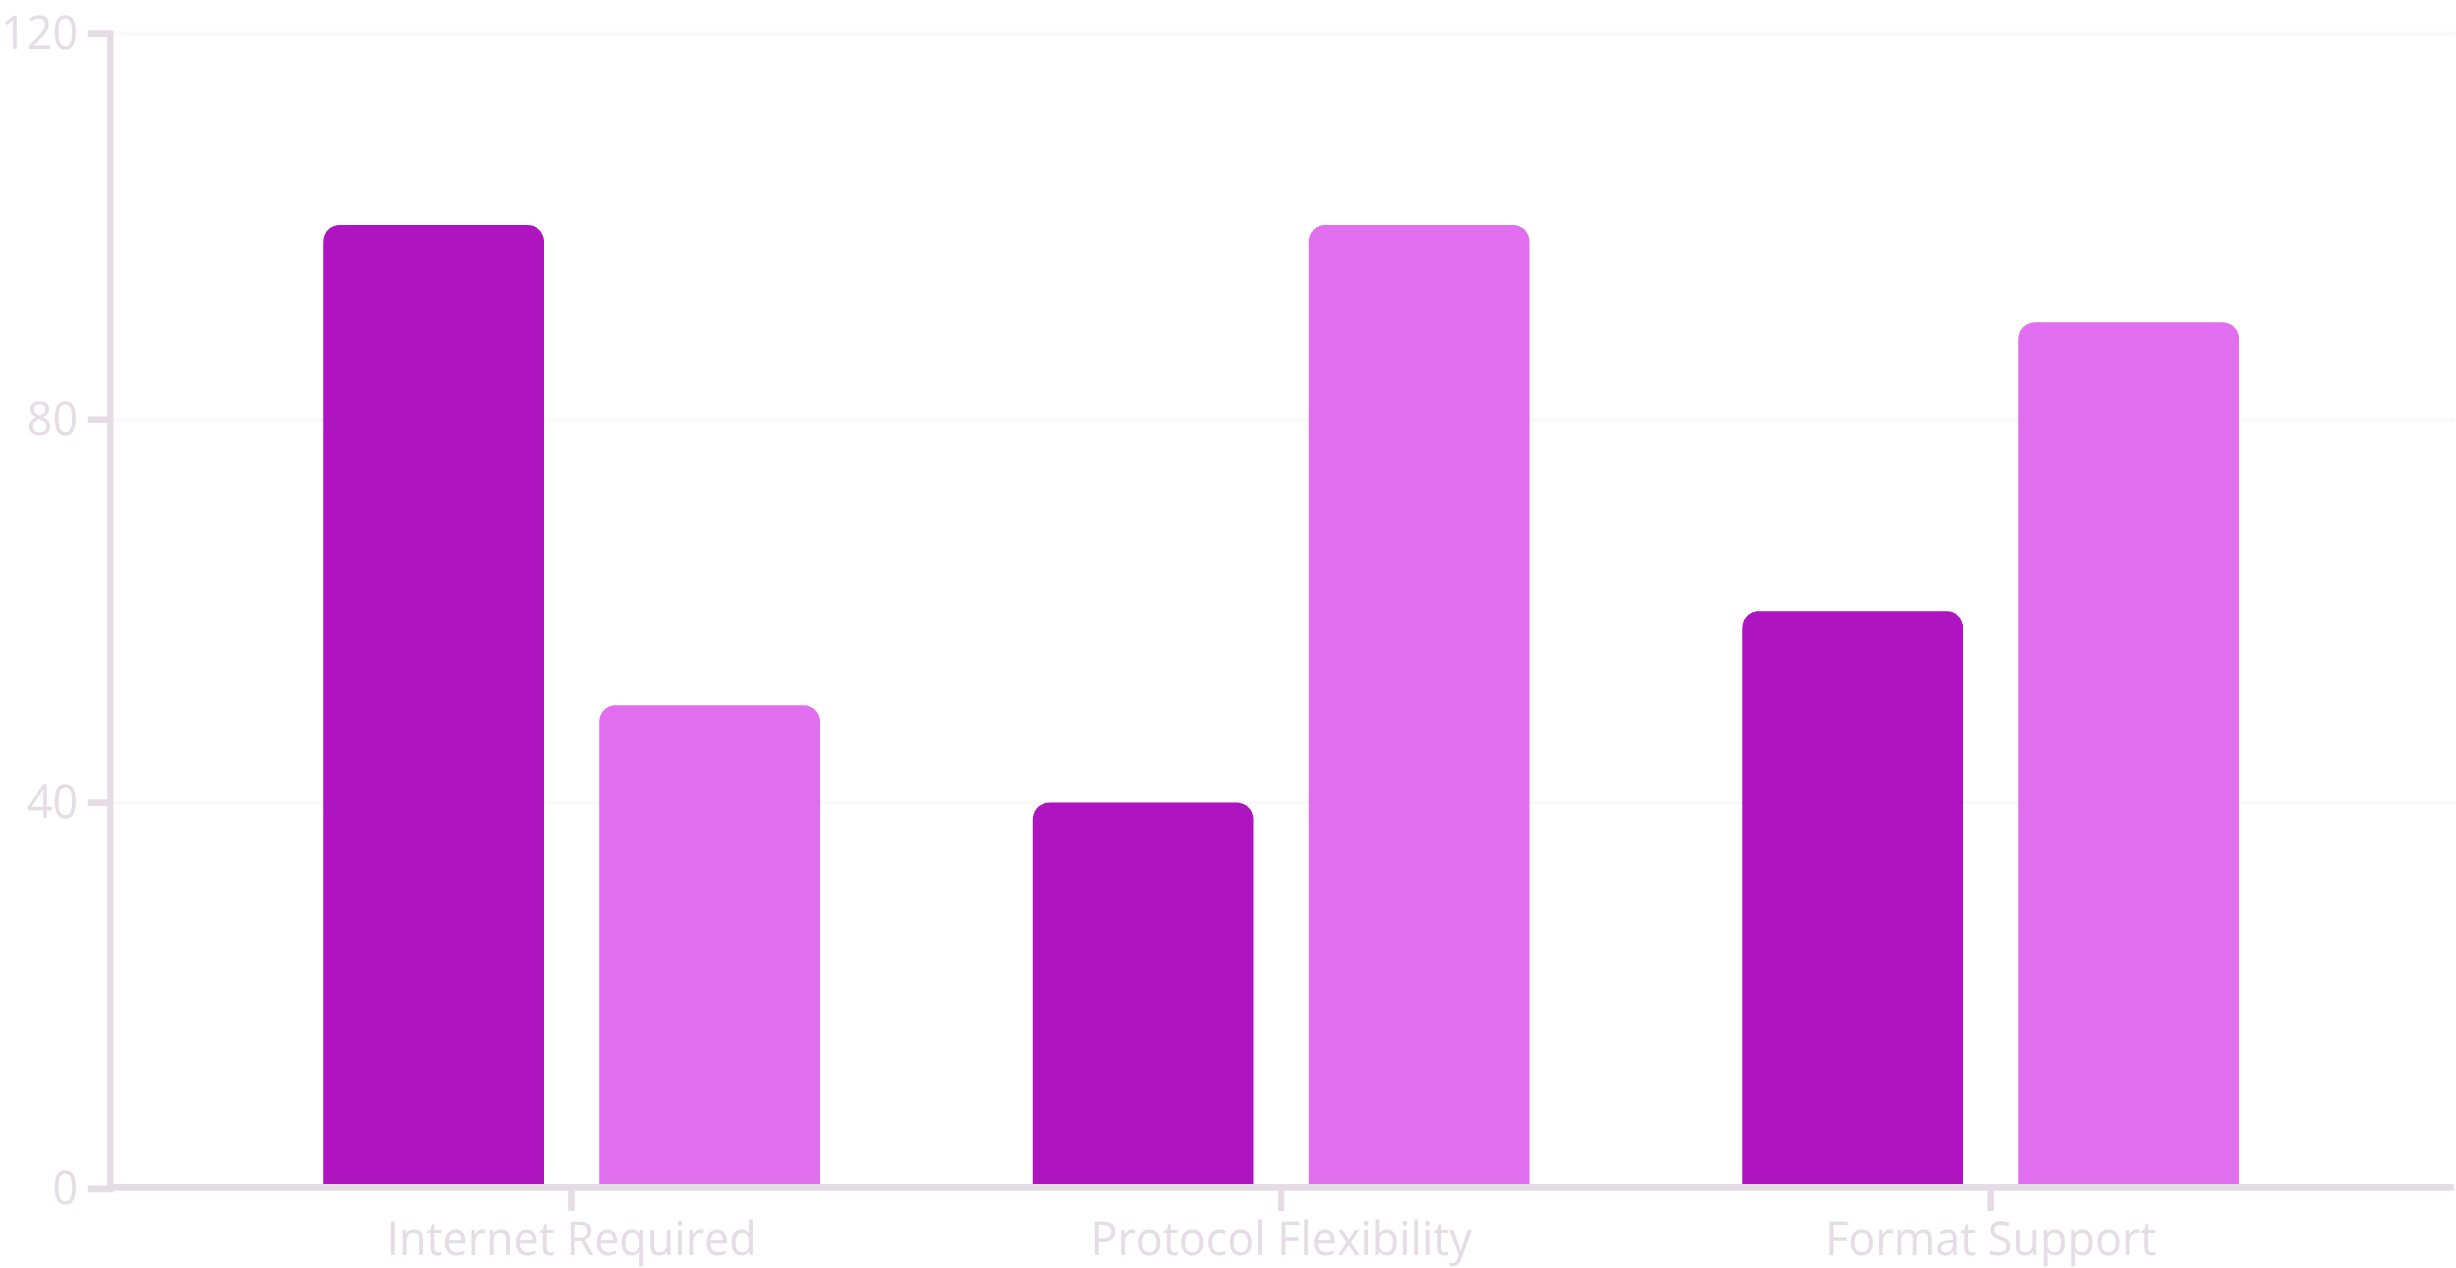 120
80
40
0
Internet Required
Protocol Flexibility
Format Support